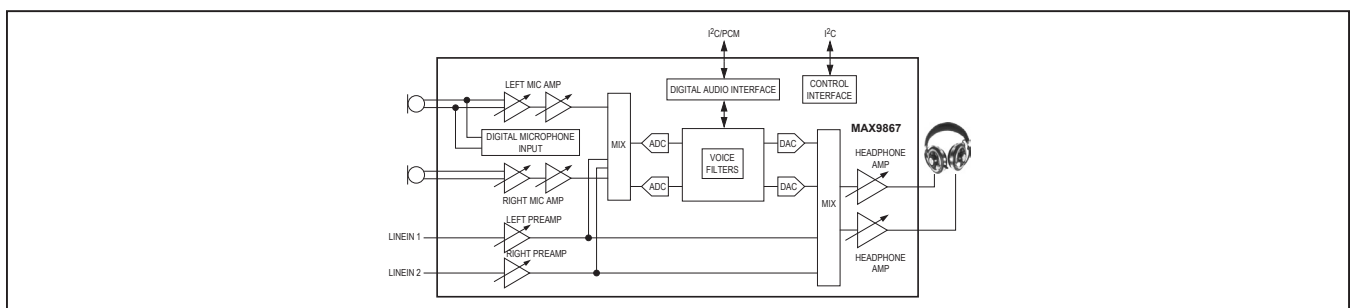 I²C/PCM
I²C
LEFT MIC AMP
DIGITAL AUDIO INTERFACE
CONTROL
INTERFACE
MAX9867
DIGITAL MICROPHONE
INPUT
MIX
ADC
VOICE
FILTERS
DAC
HEADPHONE
AMP
ADC
DAC
RIGHT MIC AMP
MIX
LEFT PREAMP
LINEIN 1
RIGHT PREAMP
LINEIN 2
HEADPHONE
AMP